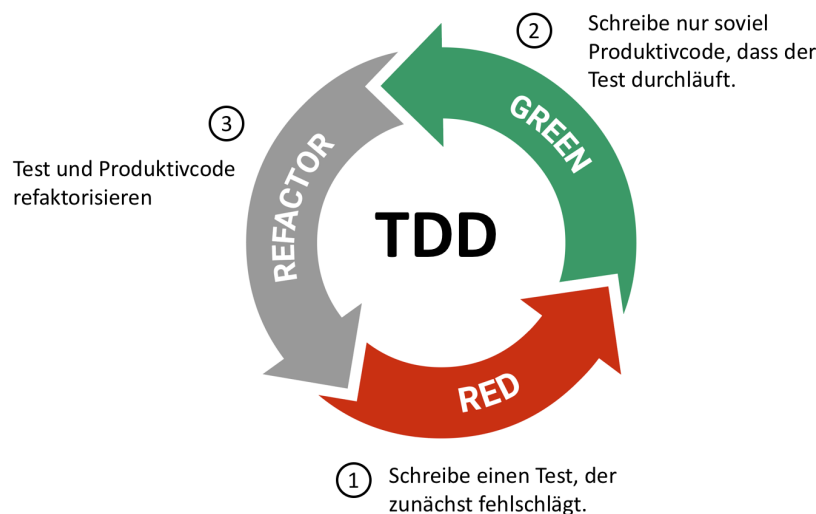 2
Schreibe nur soviel
Produktivcode, dass der
Test durchläuft.
GREEN
3
Test und Produktivcode
refaktorisieren
REFACTOR
TDD
RED
1
Schreibe einen Test, der
zunächst fehlschlägt.